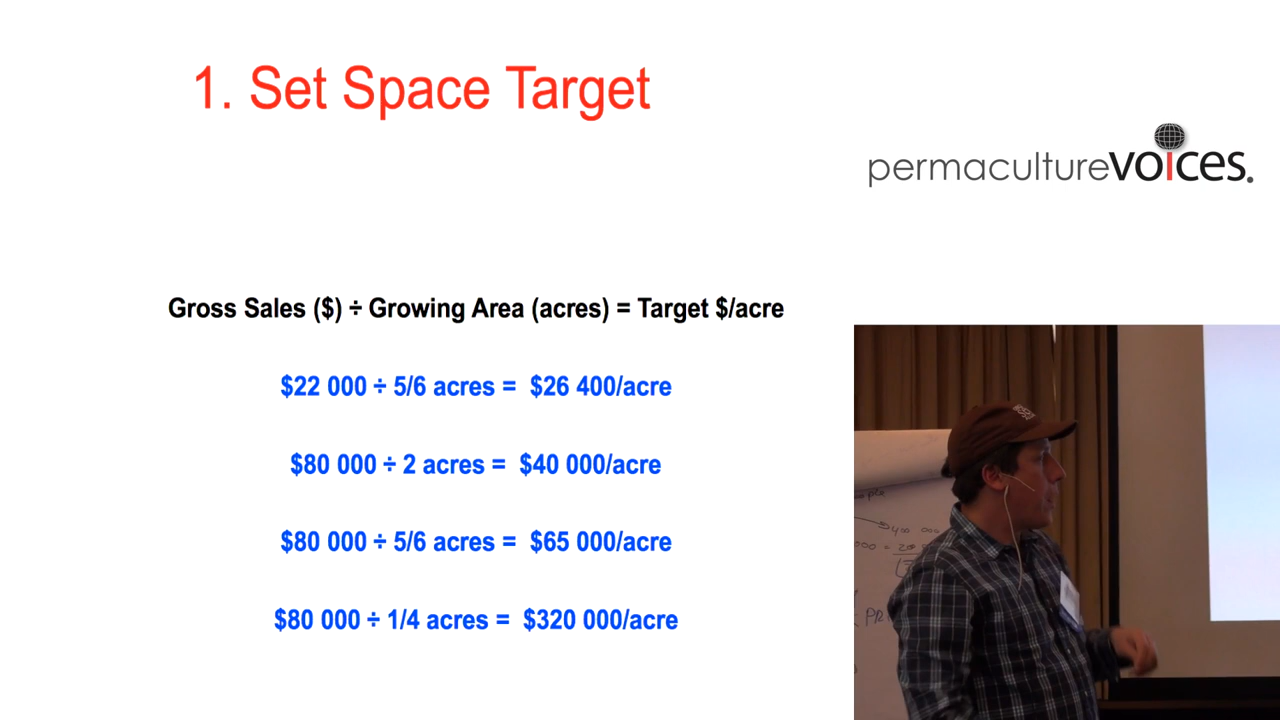 1. Set Space Target
permaculturevoices.
Gross Sales ($) ÷ Growing Area (acres) = Target $/acre
$22 000 ÷ 5/6 acres = $26 400/acre
$80 000 ÷ 2 acres = $40 000/acre
$80 000 ÷ 5/6 acres = $65 000/acre
$80 000 ÷ 1/4 acres = $320 000/acre